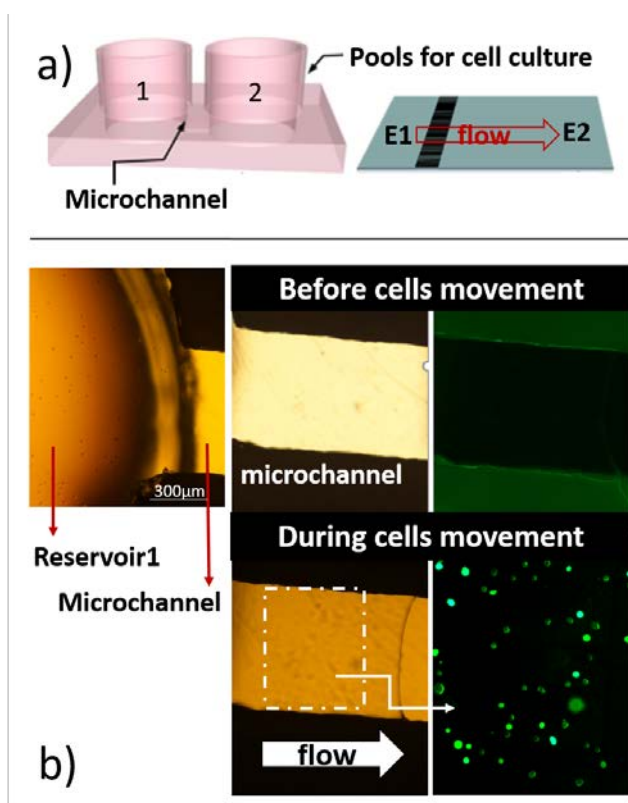 a)
1
2
Pools for cell culture
Microchannel
E1
flow
E2
Before cells movement
300µm
microchannel
Reservoir1
Microchannel
During cells movement
flow
b)